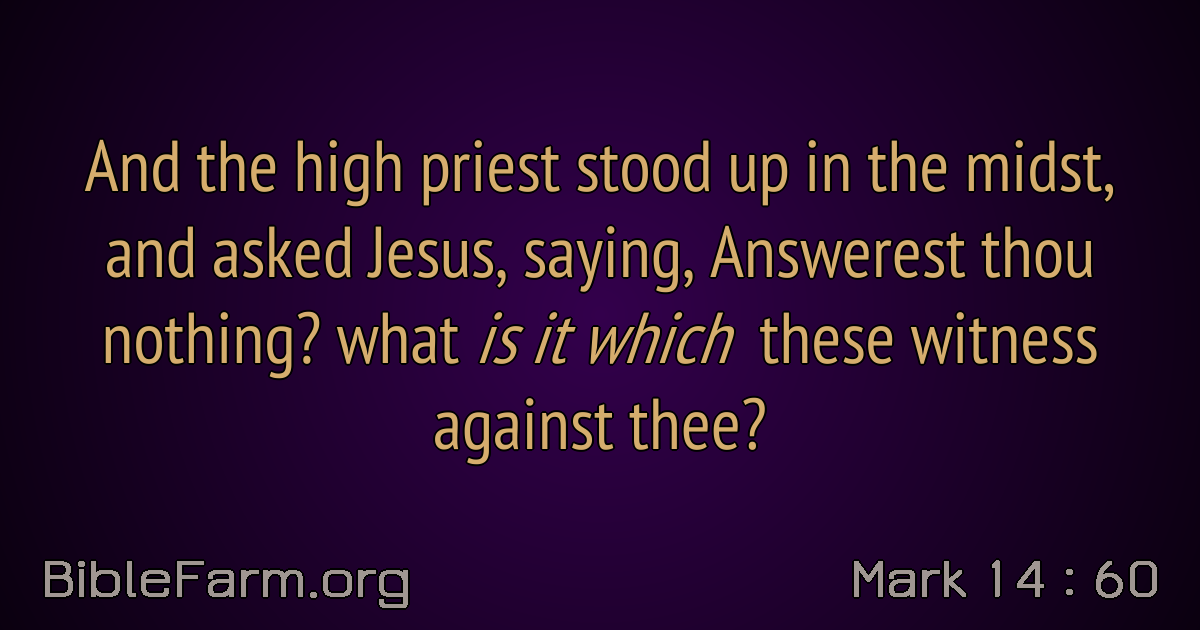 And the high priest stood up in the midst,
and asked Jesus, saying, Answerest thou
nothing? what is it which these witness
against thee?
BibleFarm.org
Mark 14 : 60